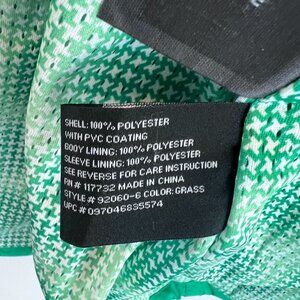 SHELL: 100% POLYESTER
WITH PVC COATING
BODY LINING: 100% POLYESTER
SLEEVE LINING: 100% POLYESTER
SEE REVERSE FOR CARE INSTRUCTION
RN # 117732 MADE IN CHINA
STYLE # 92060-6 COLOR: GRASS
UPC # 097046835574